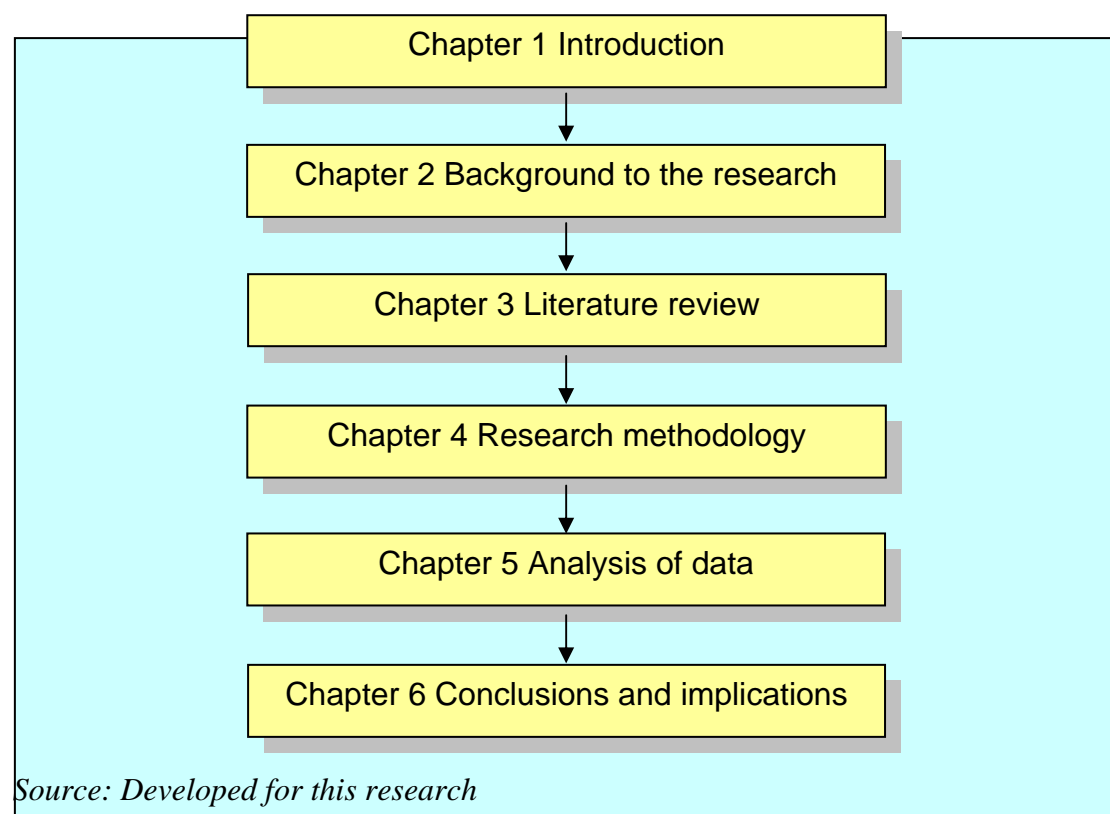 Chapter 1 Introduction
Chapter 2 Background to the research
Chapter 3 Literature review
Chapter 4 Research methodology
Chapter 5 Analysis of data
Chapter 6 Conclusions and implications
Source: Developed for this research